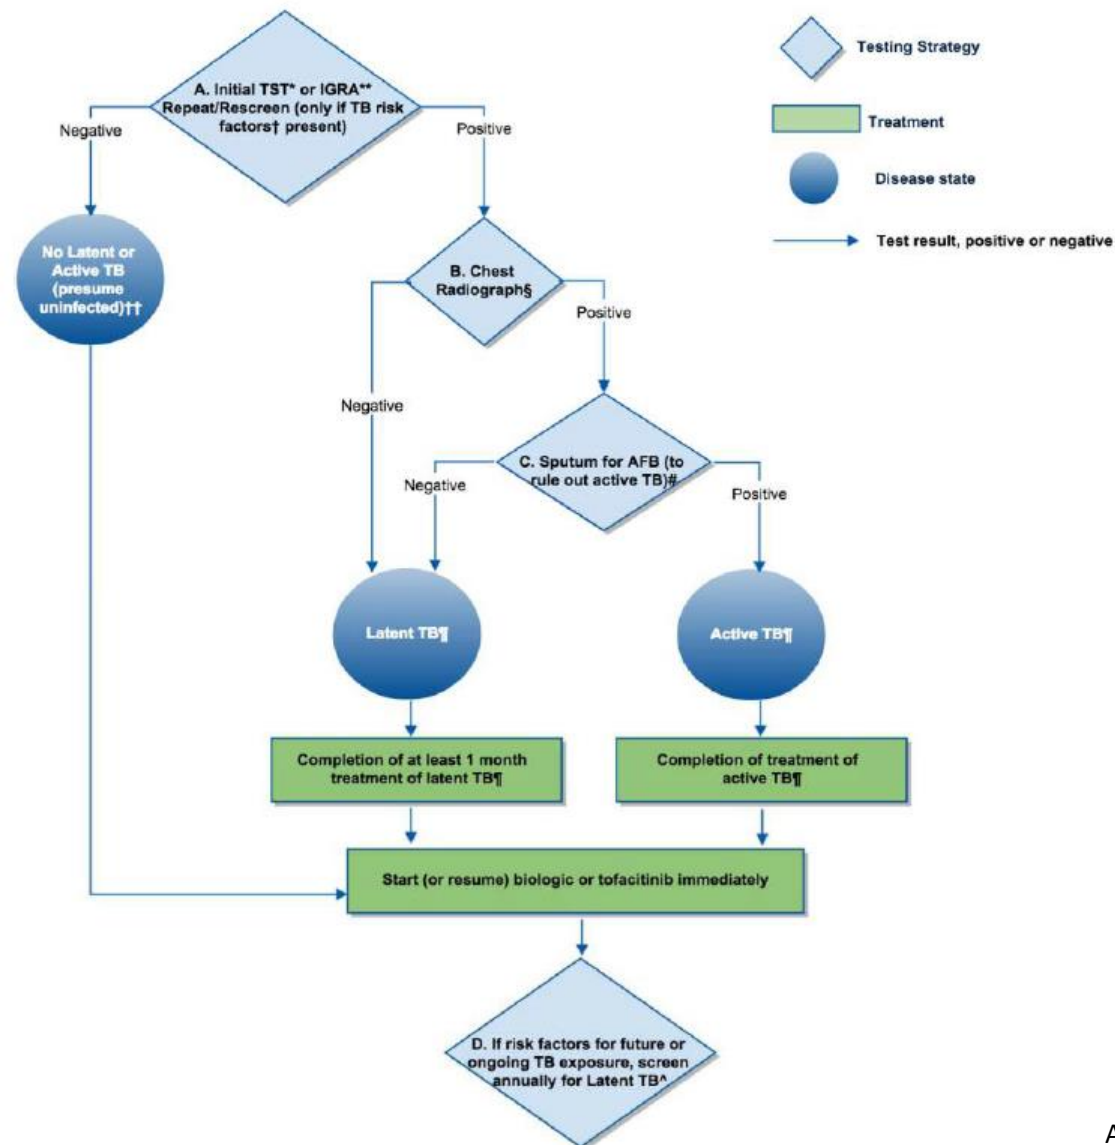 A. Initial TST* or IGRA**
Repeat/Rescreen (only if TB risk
factors† present)
Negative
Positive
Testing Strategy
Treatment
Disease state
Test result, positive or negative
No Latent or
Active TB
(presume
uninfected)††
B. Chest
Radiograph§
Negative
Positive
C. Sputum for AFB (to
rule out active TB)#
Negative
Positive
Latent TB¶
Active TB¶
Completion of at least 1 month
treatment of latent TB¶
Completion of treatment of
active TB¶
Start (or resume) biologic or tofacitinib immediately
D. If risk factors for future or
ongoing TB exposure, screen
annually for Latent TB^
A